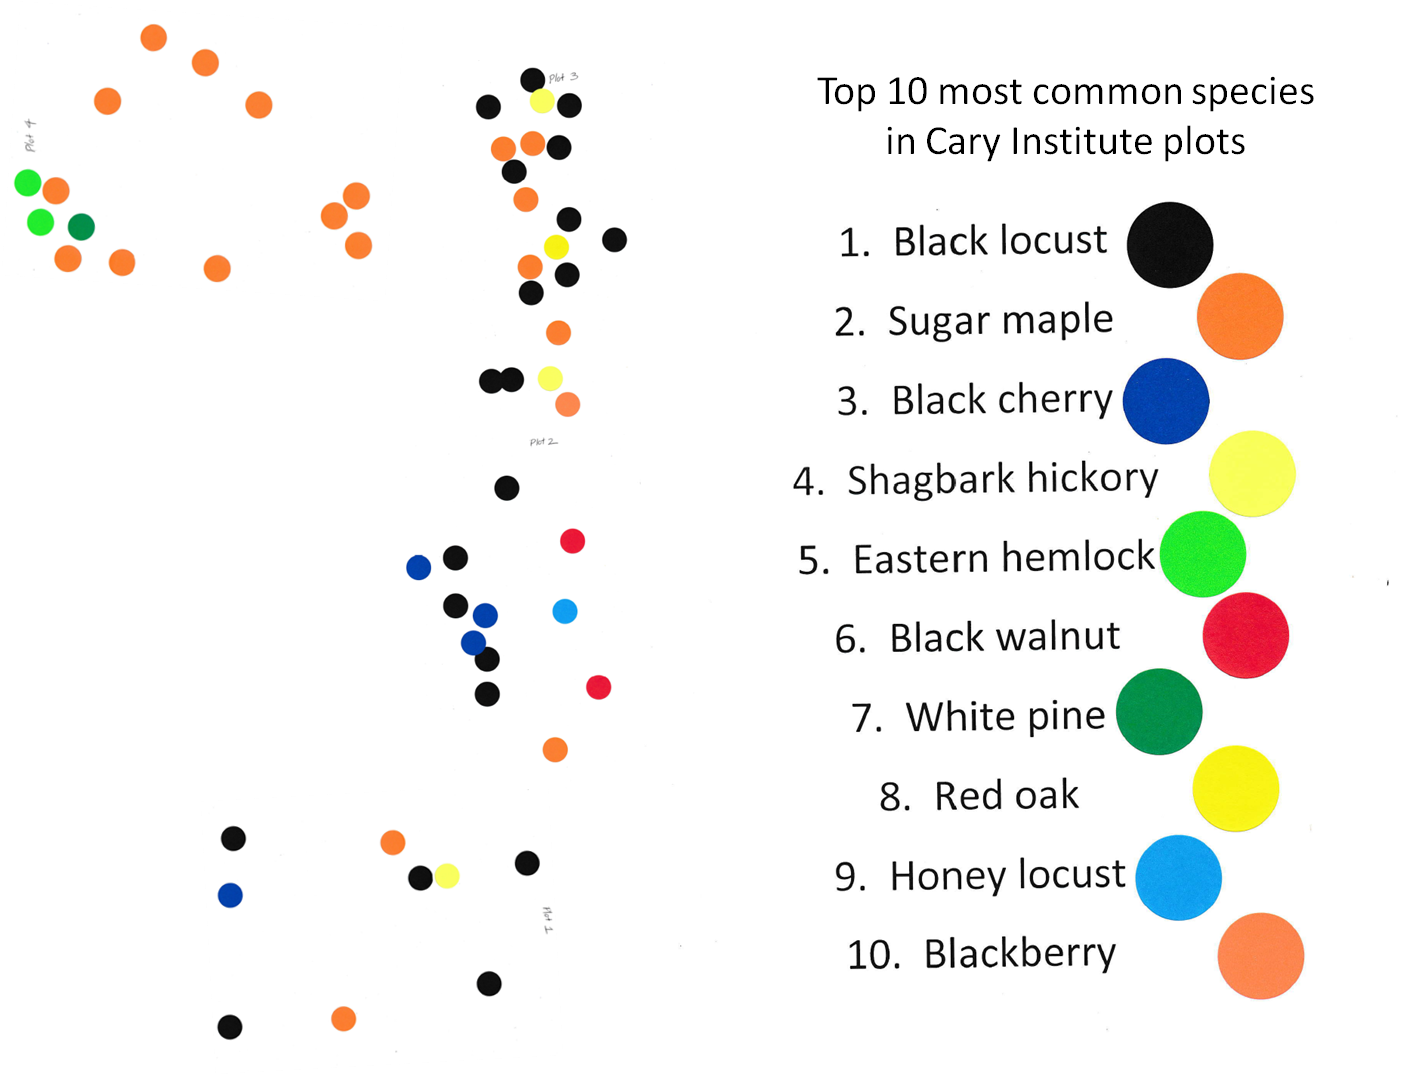 Plot 3
Plot 4
Plot 2
Plot 1
Top 10 most common species
in Cary Institute plots
1. Black locust
2. Sugar maple
3. Black cherry
4. Shagbark hickory
5. Eastern hemlock
6. Black walnut
7. White pine
8. Red oak
9. Honey locust
10. Blackberry